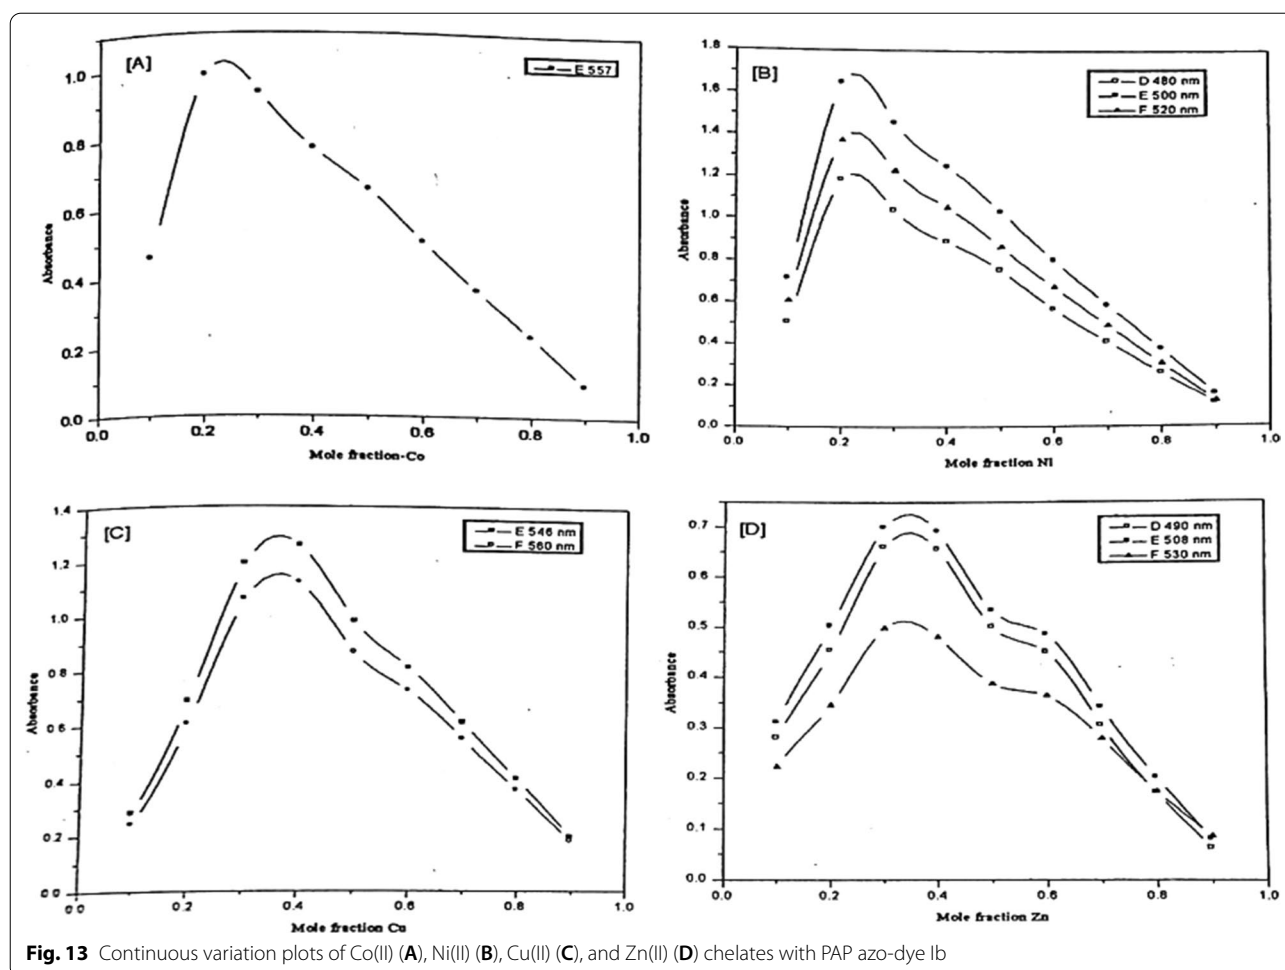 [A]
E 557
1.0
0.8
0.6
0.4
0.2
0.0
Absorbance
0.0 0.2 0.4 0.6 0.8 1.0
Mole fraction-Co
[B]
D 480 nm
E 500 nm
F 520 nm
1.8
1.6
1.4
1.2
1.0
0.8
0.6
0.4
0.2
0.0
Absorbance
0.0 0.2 0.4 0.6 0.8 1.0
Mole fraction Ni
[C]
E 546 nm
F 560 nm
1.4
1.2
1.0
0.8
0.6
0.4
0.2
0.0
Absorbance
0.0 0.2 0.4 0.6 0.8 1.0
Mole fraction Cu
[D]
D 490 nm
E 508 nm
F 530 nm
0.7
0.6
0.5
0.4
0.3
0.2
0.1
0.0
Absorbance
0.0 0.2 0.4 0.6 0.8 1.0
Mole fraction Zn
Fig. 13 Continuous variation plots of Co(II) (A), Ni(II) (B), Cu(II) (C), and Zn(II) (D) chelates with PAP azo-dye Ib